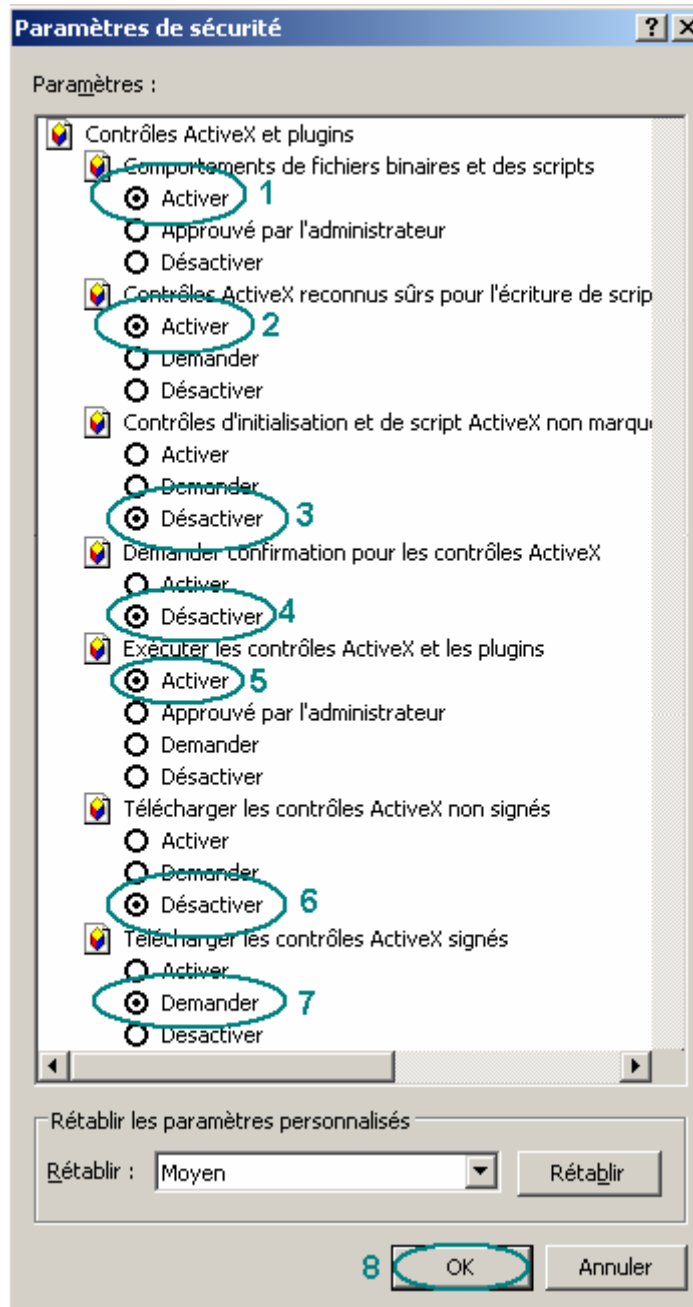 Paramètres de sécurité
Paramètres :
Contrôles ActiveX et plugins
Comportements de fichiers binaires et des scripts
Activer 1
Approuvé par l'administrateur
Désactiver
Contrôles ActiveX reconnus sûrs pour l'écriture de scrip
Activer 2
Demander
Désactiver
Contrôles d'initialisation et de script ActiveX non marqu
Activer
Demander
Désactiver 3
Demander confirmation pour les contrôles ActiveX
Activer
Désactiver 4
Exécuter les contrôles ActiveX et les plugins
Activer 5
Approuvé par l'administrateur
Demander
Désactiver
Télécharger les contrôles ActiveX non signés
Activer
Demander
Désactiver 6
Télécharger les contrôles ActiveX signés
Activer
Demander 7
Désactiver
Rétablir les paramètres personnalisés
Rétablir : Moyen Rétablir
8 OK Annuler